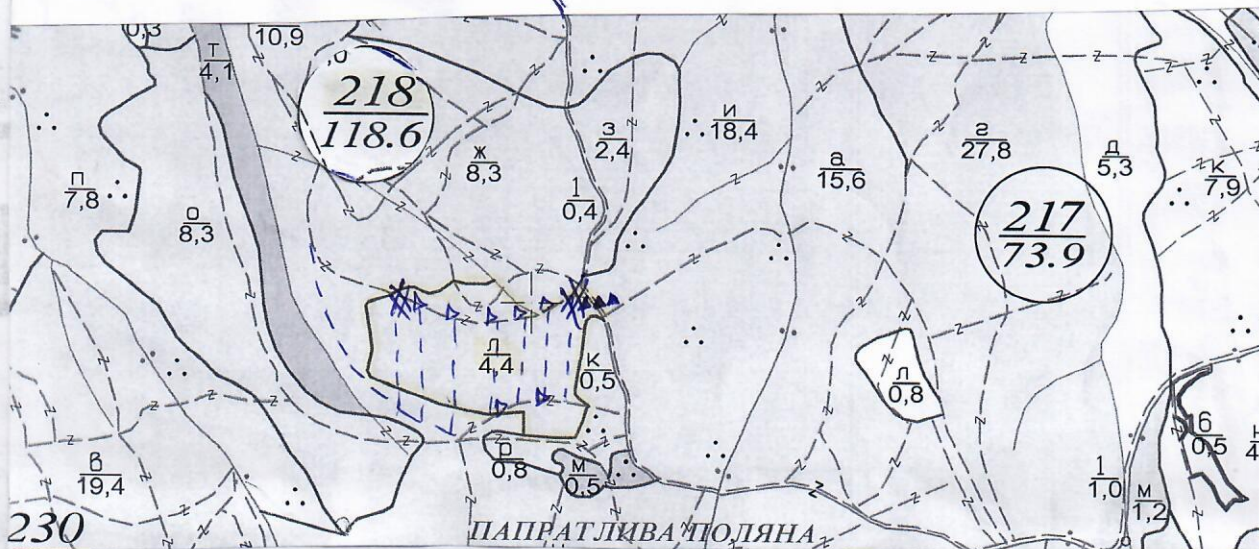 0,3
Т
4,1
10,9
218
118.6
П
7,8
О
8,3
Ж
8,3
З
2,4
1
0,4
И
18,4
а
15,6
г
27,8
Д
5,3
К
7,9
217
73.9
Л
4,4
К
0,5
Л
0,8
В
19,4
Р
0,8
М
0,5
1
1,0
М
1,2
б
0,5
Н
4
230
ПАПРАТЛИВА ПОЛЯНА